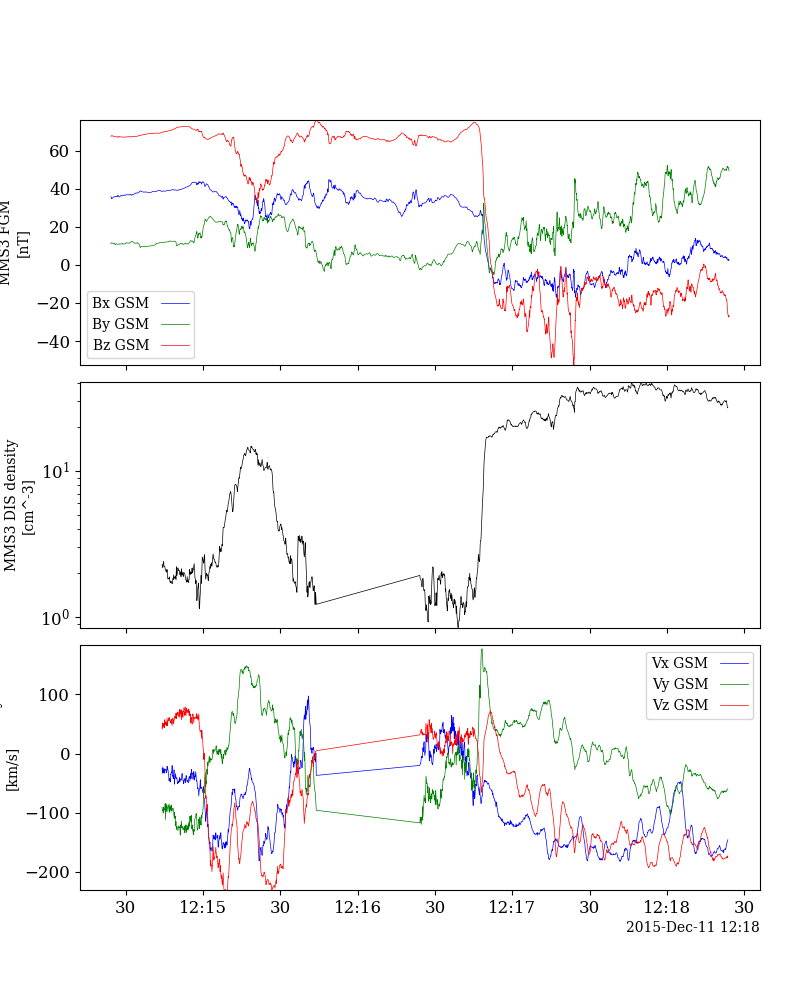 60
40
20
0
−20
−40
MMS3 FGM
[nT]
Bx GSM
By GSM
Bz GSM
10^1
10^0
MMS3 DIS density
[cm^-3]
100
0
−100
−200
[km/s]
Vx GSM
Vy GSM
Vz GSM
30 12:15 30 12:16 30 12:17 30 12:18 30
2015-Dec-11 12:18